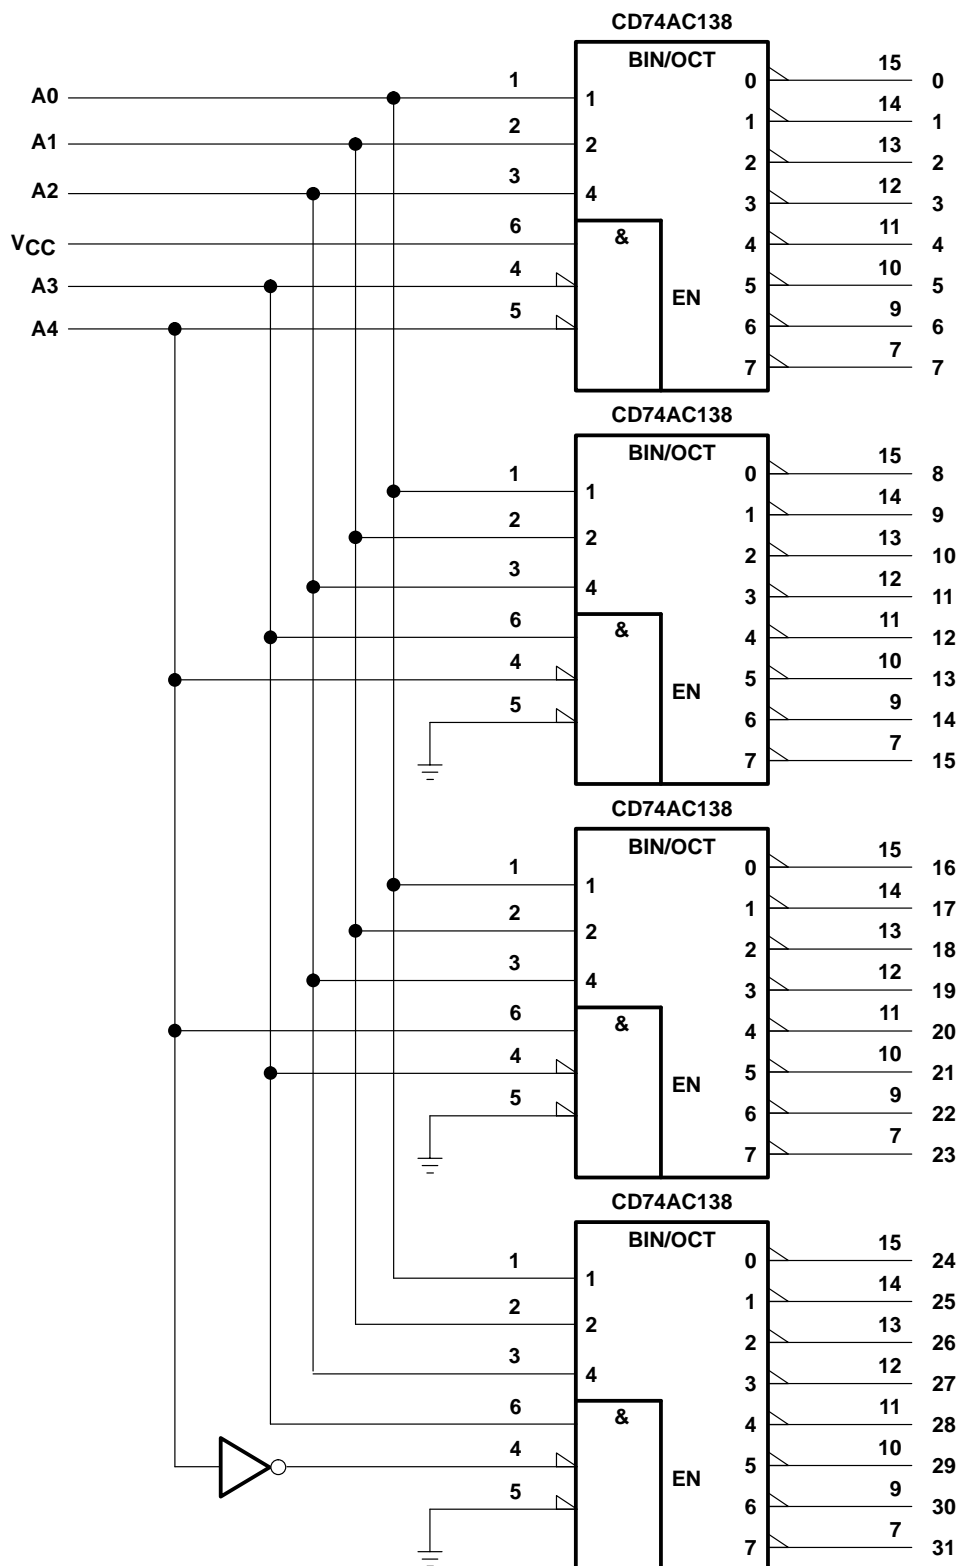 CD74AC138
BIN/OCT
A0 1 1 0 15 0
A1 2 2 1 14 1
2 13 2
A2 3 4 3 12 3
VCC 6 & 4 11 4
A3 4 5 10 5
EN
A4 5 6 9 6
7 7 7
CD74AC138
BIN/OCT
1 1 0 15 8
2 2 1 14 9
2 13 10
3 4 3 12 11
6 & 4 11 12
4 5 10 13
EN
5 6 9 14
7 7 15
CD74AC138
BIN/OCT
1 1 0 15 16
2 2 1 14 17
2 13 18
3 4 3 12 19
6 & 4 11 20
4 5 10 21
EN
5 6 9 22
7 7 23
CD74AC138
BIN/OCT
1 1 0 15 24
2 2 1 14 25
2 13 26
3 4 3 12 27
6 & 4 11 28
4 5 10 29
EN
5 6 9 30
7 7 31